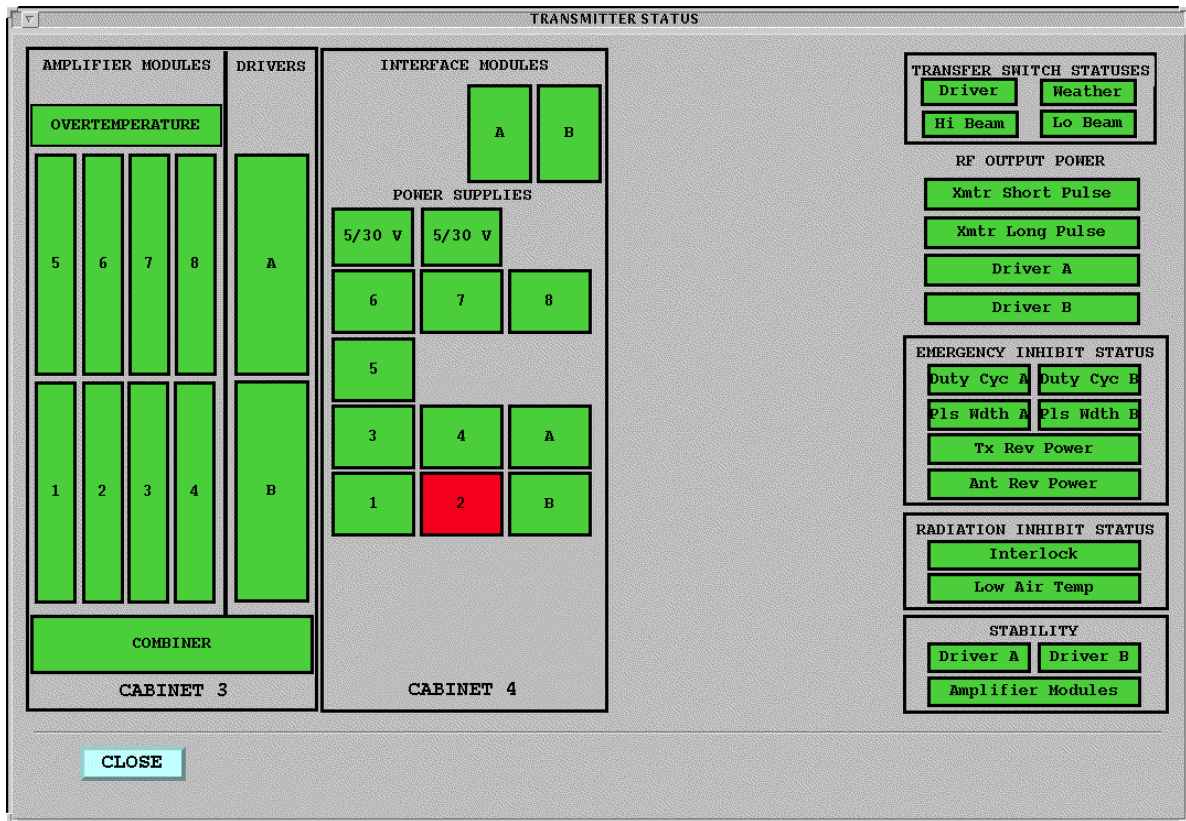 TRANSMITTER STATUS
AMPLIFIER MODULES
DRIVERS
OVERTEMPERATURE
5 6 7 8 A
1 2 3 4 B
COMBINER
CABINET 3
INTERFACE MODULES
A B
POWER SUPPLIES
5/30 V 5/30 V
6 7 8
5
3 4 A
1 2 B
CABINET 4
TRANSFER SWITCH STATUSES
Driver Weather
Hi Beam Lo Beam
RF OUTPUT POWER
Xmtr Short Pulse
Xmtr Long Pulse
Driver A
Driver B
EMERGENCY INHIBIT STATUS
Duty Cyc A Duty Cyc B
Pls Wdth A Pls Wdth B
Tx Rev Power
Ant Rev Power
RADIATION INHIBIT STATUS
Interlock
Low Air Temp
STABILITY
Driver A Driver B
Amplifier Modules
CLOSE